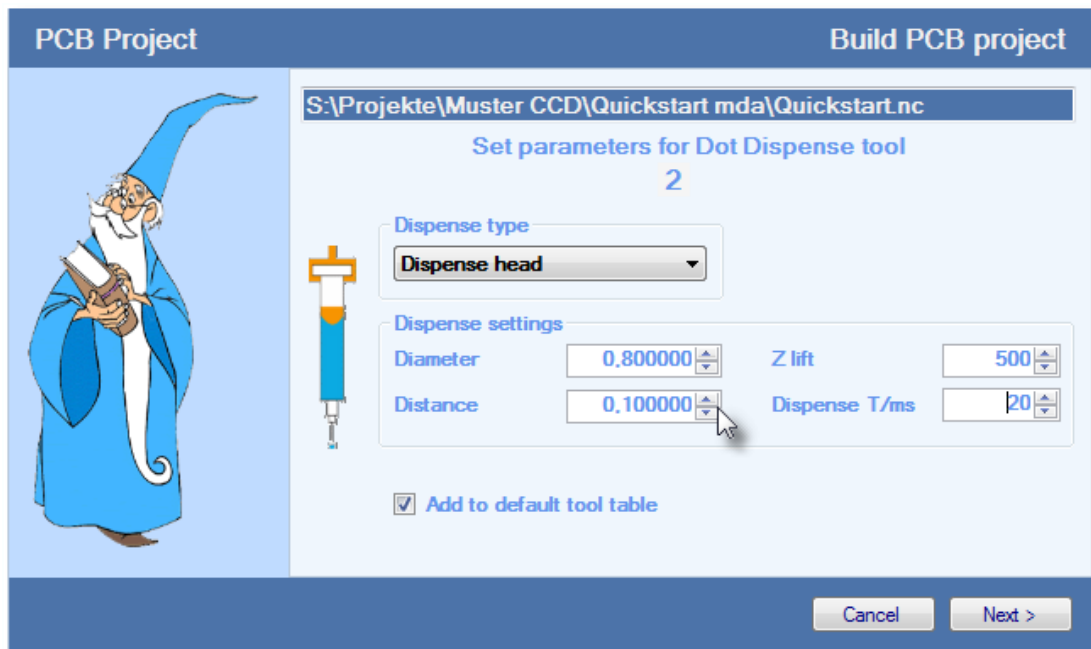 PCB Project
Build PCB project
S:\Projekte\Muster CCD\Quickstart mda\Quickstart.nc
Set parameters for Dot Dispense tool
2
Dispense type
Dispense head
Dispense settings
Diameter 0,800000 Z lift 500
Distance 0,100000 Dispense T/ms 20
Add to default tool table
Cancel Next >